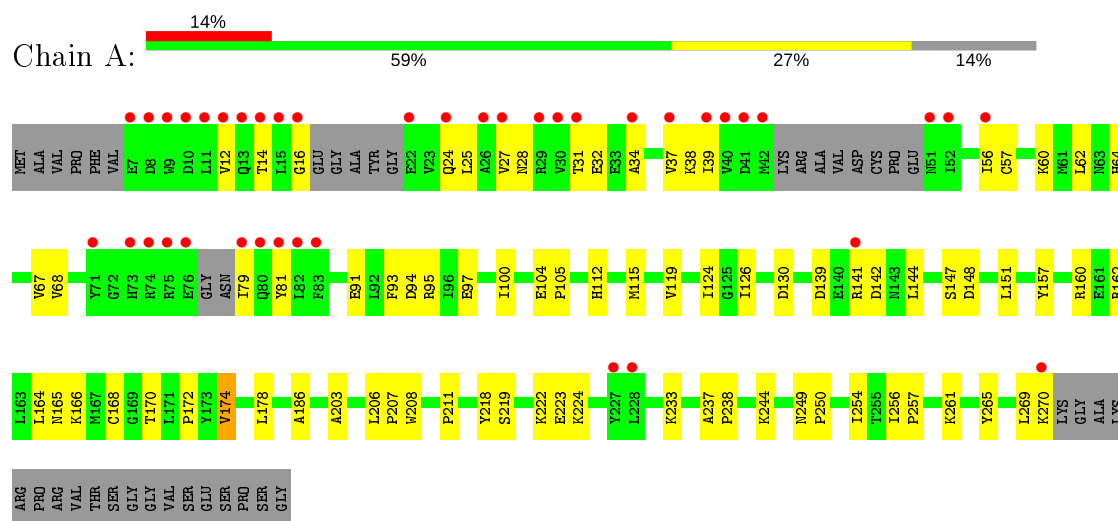 14%
Chain A:
59% 27% 14%
MET ALA VAL PRO PHE VAL E7 D8 W9 D10 L11 V12 Q13 T14 L15 G16 GLU GLY ALA TYR GLY E22 V23 Q24 L25 A26 V27 N28 R29 V30 T31 E32 E33 A34 V37 K38 I39 V40 D41 M42 LYS ARG ALA VAL ASP CYS PRO GLU N51 I52 I56 C57 K60 M61 L62 N63 H64
V67 V68 Y71 G72 H73 R74 R75 E76 GLY ASN I79 Q80 Y81 L82 F83 E91 L92 F93 D94 R95 I96 E97 I100 E104 P105 H112 M115 V119 I124 G125 I126 D130 D139 E140 R141 D142 N143 L144 S147 D148 L151 Y157 R160 E161 R162
L163 L164 N165 K166 M167 C168 G169 T170 L171 P172 Y173 V174 L178 A186 A203 L206 P207 W208 P211 Y218 S219 K222 E223 K224 Y227 L228 K233 A237 P238 K244 N249 P250 I254 T255 I256 P257 K261 Y265 L269 K270 LYS GLY ALA LYS
ARG PRO ARG VAL THR SER GLY GLY VAL SER GLU SER PRO SER GLY